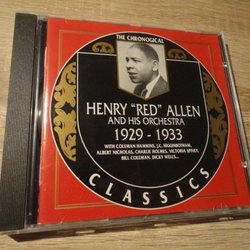 THE CHRONOGICAL
HENRY "RED" ALLEN
AND HIS ORCHESTRA
1929 - 1933
WITH COLEMAN HAWKINS, J.C. HIGGINBOTHAM,
ALBERT NICHOLAS, CHARLIE HOLMES, VICTORIA SPIVEY,
BILL COLEMAN, DICKY WELLS...
CLASSICS